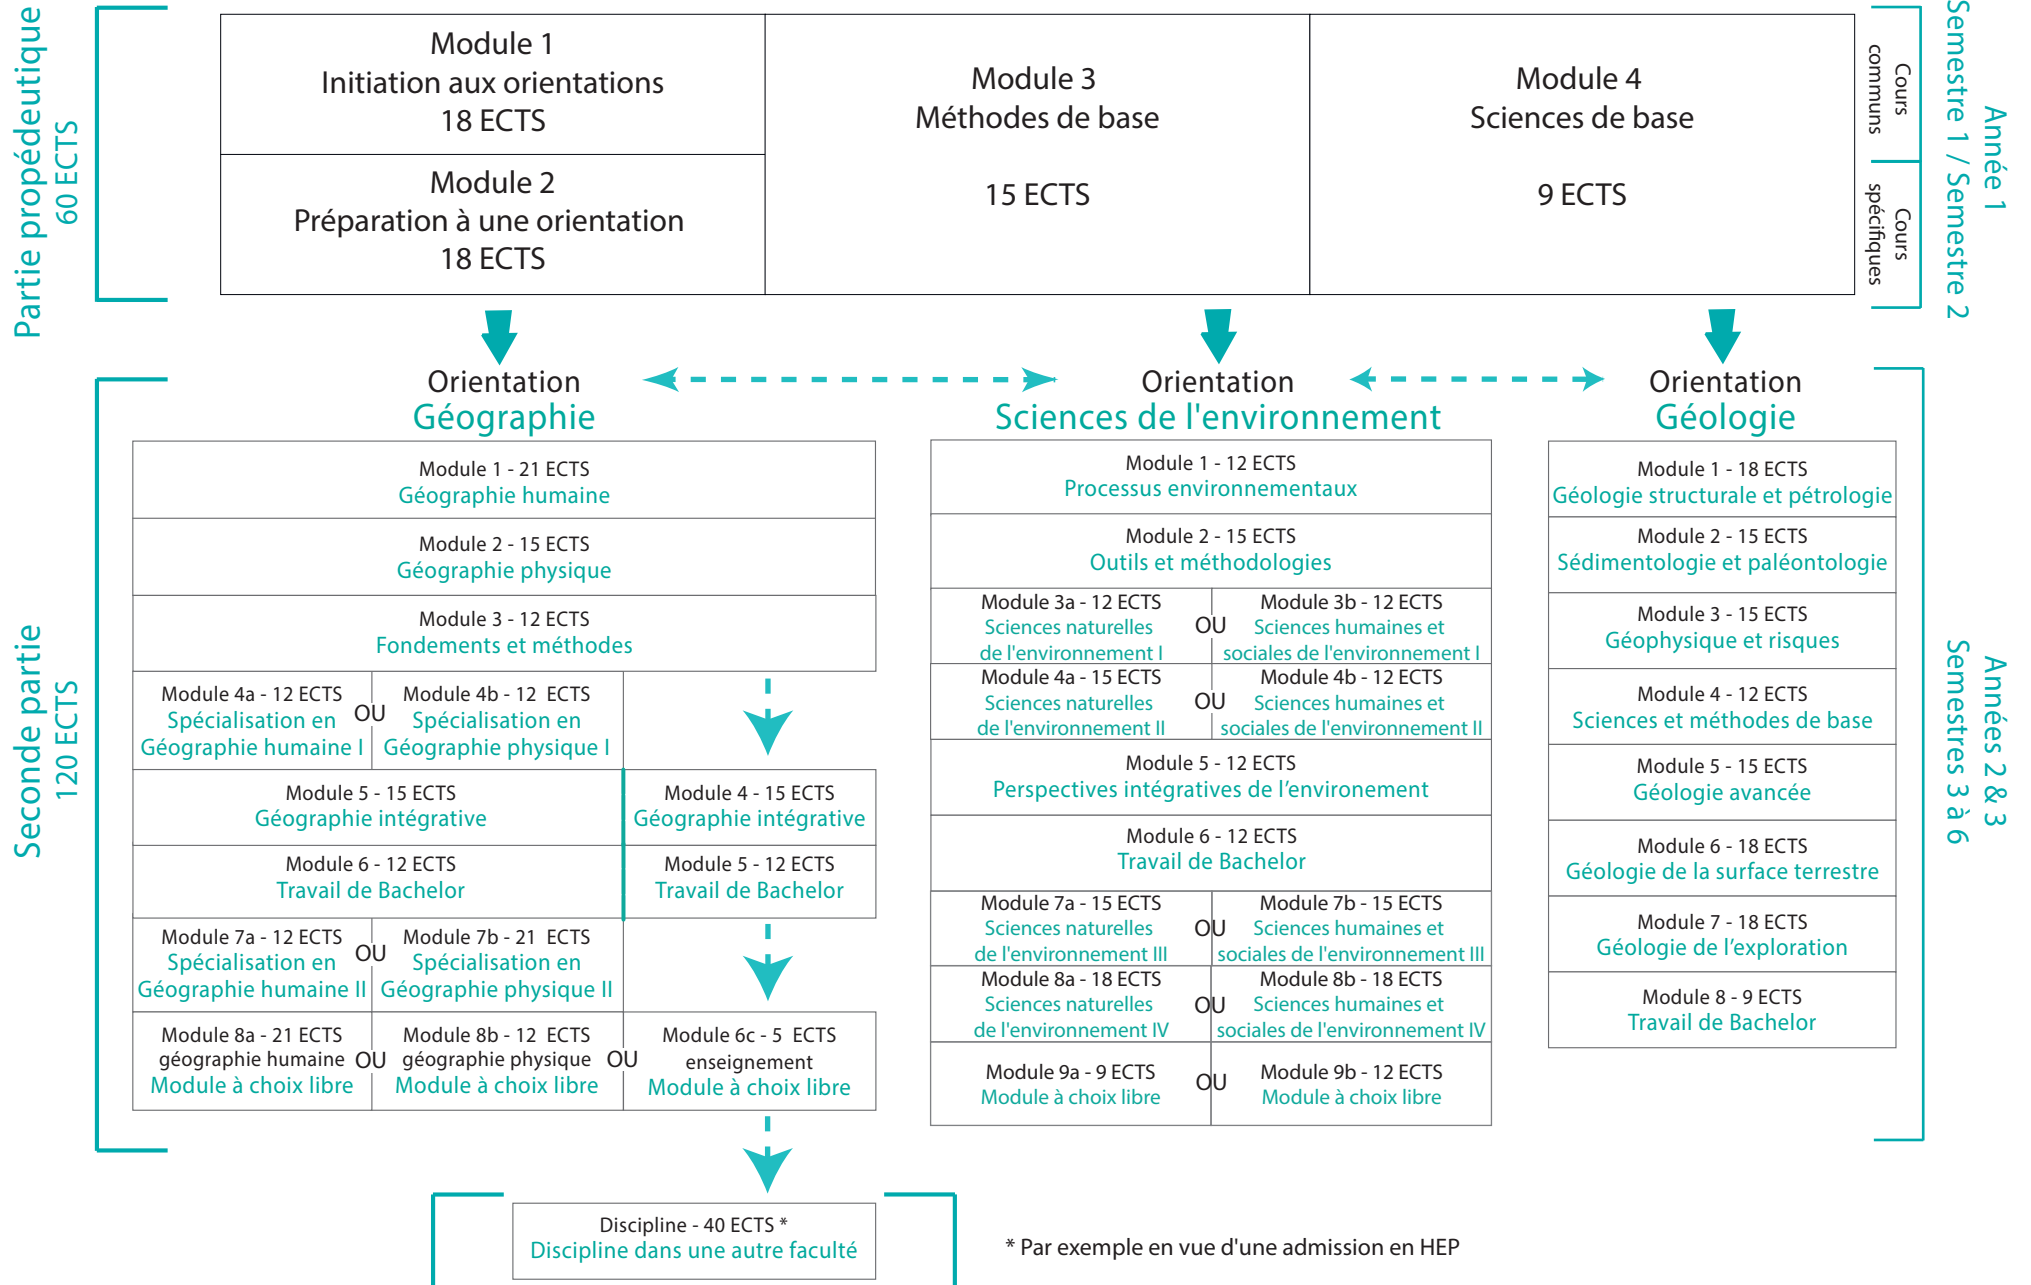 Partie propédeutique
60 ECTS
Module 1
Initiation aux orientations
18 ECTS
Module 2
Préparation à une orientation
18 ECTS
Module 3
Méthodes de base
15 ECTS
Module 4
Sciences de base
9 ECTS
Cours
communs
Cours
spécifiques
Année 1
Semestre 1 / Semestre 2
Seconde partie
120 ECTS
Orientation
Géographie
Module 1 - 21 ECTS
Géographie humaine
Module 2 - 15 ECTS
Géographie physique
Module 3 - 12 ECTS
Fondements et méthodes
Module 4a - 12 ECTS
Spécialisation en
Géographie humaine I
OU
Module 4b - 12 ECTS
Spécialisation en
Géographie physique I
Module 5 - 15 ECTS
Géographie intégrative
Module 4 - 15 ECTS
Géographie intégrative
Module 6 - 12 ECTS
Travail de Bachelor
Module 5 - 12 ECTS
Travail de Bachelor
Module 7a - 12 ECTS
Spécialisation en
Géographie humaine II
OU
Module 7b - 21 ECTS
Spécialisation en
Géographie physique II
Module 8a - 21 ECTS
géographie humaine
Module à choix libre
OU
Module 8b - 12 ECTS
géographie physique
Module à choix libre
OU
Module 6c - 5 ECTS
enseignement
Module à choix libre
Discipline - 40 ECTS *
Discipline dans une autre faculté
Orientation
Sciences de l'environnement
Module 1 - 12 ECTS
Processus environnementaux
Module 2 - 15 ECTS
Outils et méthodologies
Module 3a - 12 ECTS
Sciences naturelles
de l'environnement I
OU
Module 3b - 12 ECTS
Sciences humaines et
sociales de l'environnement I
Module 4a - 15 ECTS
Sciences naturelles
de l'environnement II
OU
Module 4b - 12 ECTS
Sciences humaines et
sociales de l'environnement II
Module 5 - 12 ECTS
Perspectives intégratives de l’environement
Module 6 - 12 ECTS
Travail de Bachelor
Module 7a - 15 ECTS
Sciences naturelles
de l'environnement III
OU
Module 7b - 15 ECTS
Sciences humaines et
sociales de l'environnement III
Module 8a - 18 ECTS
Sciences naturelles
de l'environnement IV
OU
Module 8b - 18 ECTS
Sciences humaines et
sociales de l'environnement IV
Module 9a - 9 ECTS
Module à choix libre
OU
Module 9b - 12 ECTS
Module à choix libre
Orientation
Géologie
Module 1 - 18 ECTS
Géologie structurale et pétrologie
Module 2 - 15 ECTS
Sédimentologie et paléontologie
Module 3 - 15 ECTS
Géophysique et risques
Module 4 - 12 ECTS
Sciences et méthodes de base
Module 5 - 15 ECTS
Géologie avancée
Module 6 - 18 ECTS
Géologie de la surface terrestre
Module 7 - 18 ECTS
Géologie de l’exploration
Module 8 - 9 ECTS
Travail de Bachelor
Années 2 & 3
Semestres 3 à 6
* Par exemple en vue d'une admission en HEP